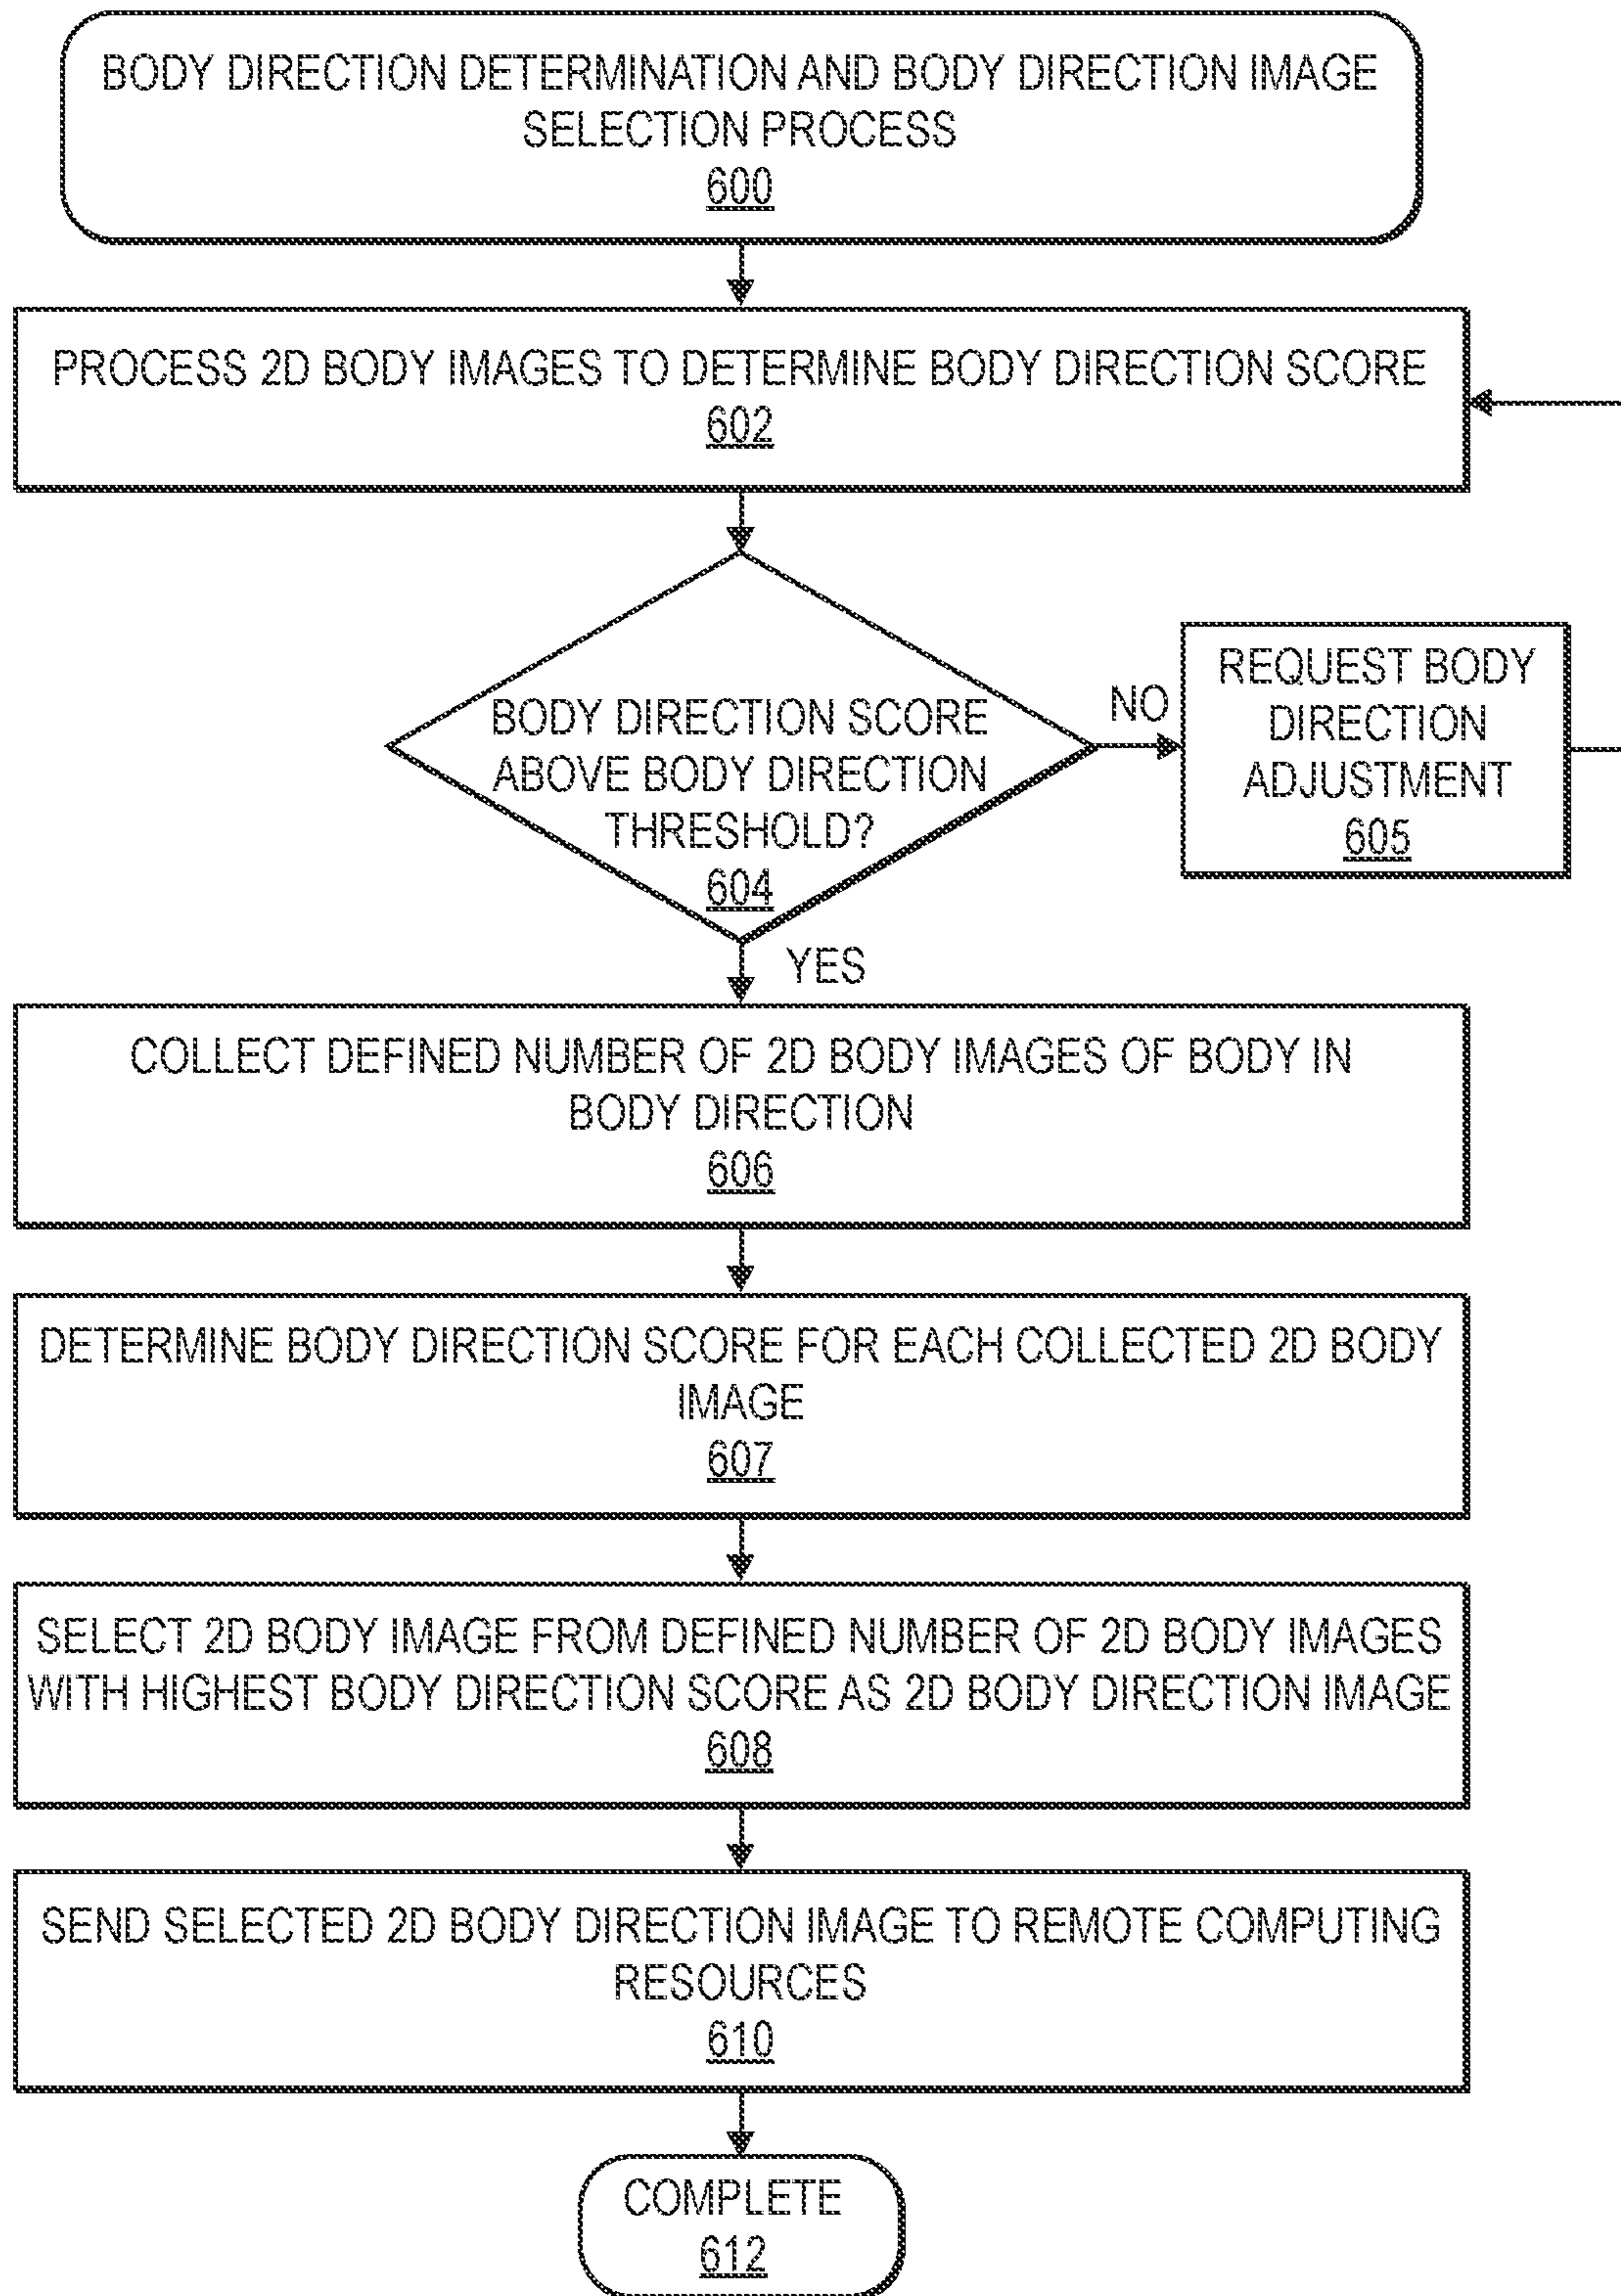 BODY DIRECTION DETERMINATION AND BODY DIRECTION IMAGE
SELECTION PROCESS
600
PROCESS 2D BODY IMAGES TO DETERMINE BODY DIRECTION SCORE
602
BODY DIRECTION SCORE
ABOVE BODY DIRECTION
THRESHOLD?
604
NO
REQUEST BODY
DIRECTION
ADJUSTMENT
605
YES
COLLECT DEFINED NUMBER OF 2D BODY IMAGES OF BODY IN
BODY DIRECTION
606
DETERMINE BODY DIRECTION SCORE FOR EACH COLLECTED 2D BODY
IMAGE
607
SELECT 2D BODY IMAGE FROM DEFINED NUMBER OF 2D BODY IMAGES
WITH HIGHEST BODY DIRECTION SCORE AS 2D BODY DIRECTION IMAGE
608
SEND SELECTED 2D BODY DIRECTION IMAGE TO REMOTE COMPUTING
RESOURCES
610
COMPLETE
612